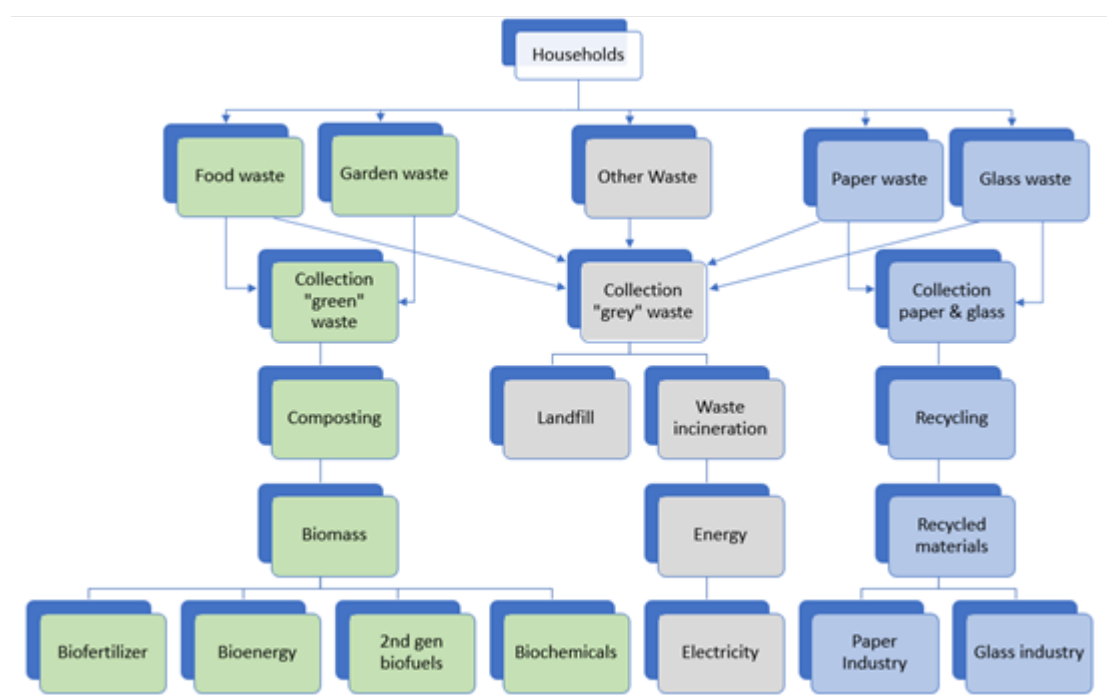 Households
Food waste
Garden waste
Other Waste
Paper waste
Glass waste
Collection
"green"
waste
Collection
"grey" waste
Collection
paper & glass
Composting
Landfill
Waste
incineration
Recycling
Biomass
Energy
Recycled
materials
Biofertilizer
Bioenergy
2nd gen
biofuels
Biochemicals
Electricity
Paper
Industry
Glass industry